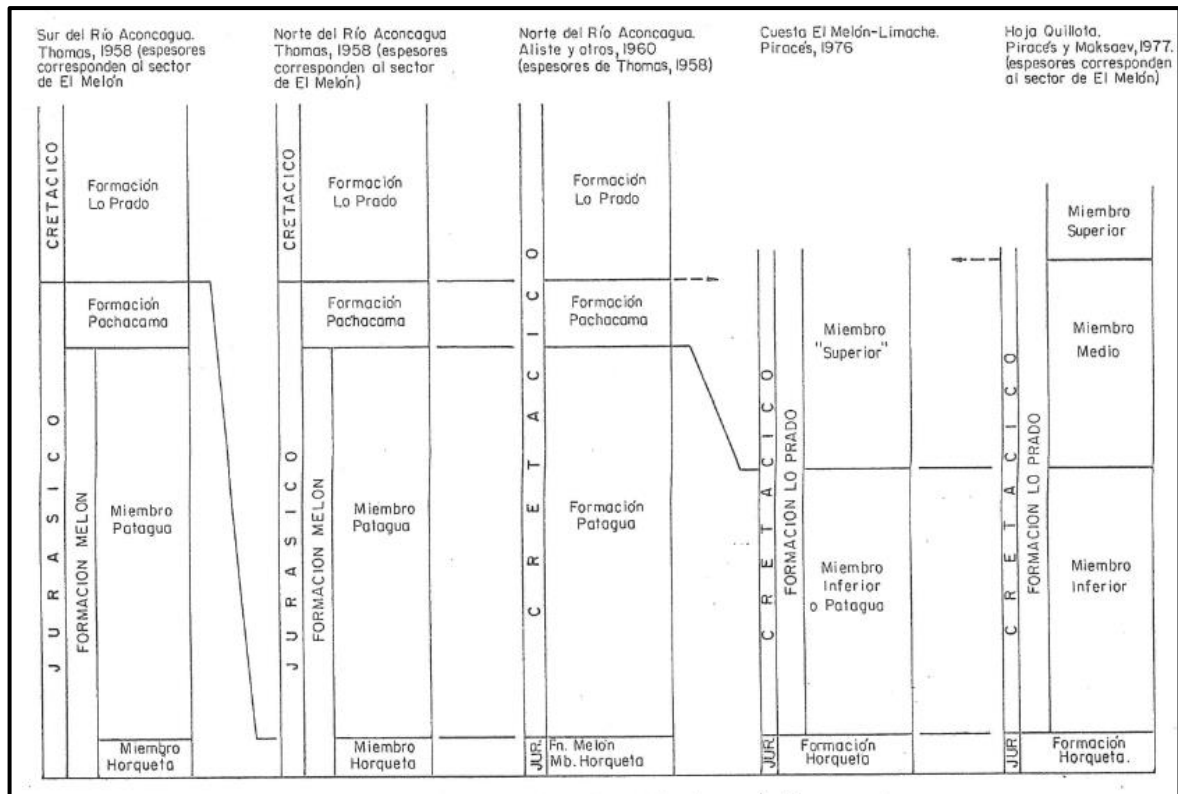 Sur del Río Aconcagua.
Thomas, 1958 (espesores
corresponden al sector
de El Melón
CRETACICO
Formación
Lo Prado
Formación
Pachacama
JURASICO
FORMACION MELON
Miembro
Patagua
Miembro
Horqueta
Norte del Río Aconcagua
Thomas, 1958 (espesores
corresponden al sector
de El Melón)
CRETACICO
Formación
Lo Prado
Formación
Pachacama
JURASICO
FORMACION MELON
Miembro
Patagua
Miembro
Horqueta
Norte del Río Aconcagua.
Aliste y otros, 1960
(espesores de Thomas, 1958)
CRETACCICO
Formación
Lo Prado
Formación
Pachacama
Formación
Patagua
JUR.
Fn. Melón
Mb. Horqueta
Cuesta El Melón-Limache.
Piracés, 1976
CRETACICO
FORMACION LO PRADO
Miembro
"Superior"
Miembro
Inferior
o Patagua
JUR
Formación
Horqueta
Hoja Quillota.
Piracés y Maksaev, 1977.
(espesores corresponden
al sector de El Melón)
CRETACICO
FORMACION LO PRADO
Miembro
Superior
Miembro
Medio
Miembro
Inferior
JUR
Formación
Horqueta.